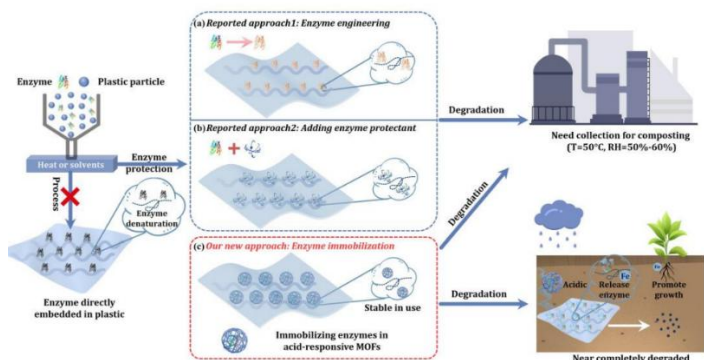 (a) Reported approach1: Enzyme engineering
Enzyme
Plastic particle
Heat or solvents
Enzyme
protection
Process
Enzyme
denaturation
Enzyme directly
embedded in plastic
(b) Reported approach2: Adding enzyme protectant
(c) Our new approach: Enzyme immobilization
Stable in use
Immobilizing enzymes in
acid-responsive MOFs
Degradation
Need collection for composting
(T=50°C, RH=50%-60%)
Degradation
Degradation
Acidic
Release
enzyme
Fe
Fe
Promote
growth
Near completely degraded